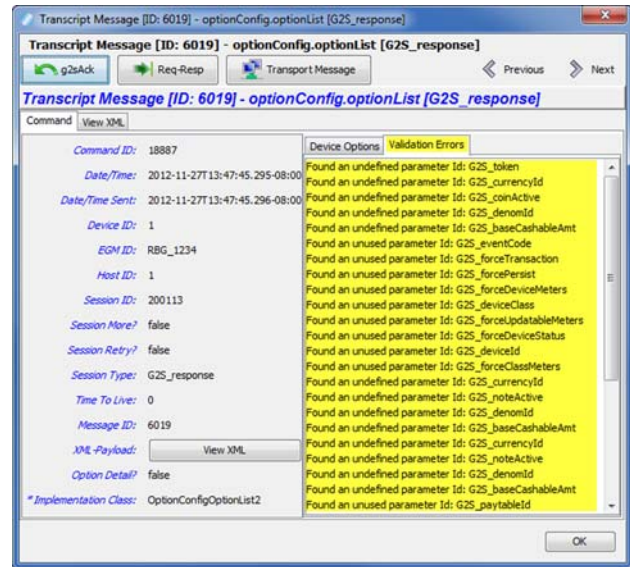 Transcript Message [ID: 6019] - optionConfig.optionList [G2S_response]
Transcript Message [ID: 6019] - optionConfig.optionList [G2S_response]
g2sAck Req-Resp Transport Message Previous Next
Transcript Message [ID: 6019] - optionConfig.optionList [G2S_response]
Command View XML
Command ID: 18887
Date/Time: 2012-11-27T13:47:45.295-08:00
Date/Time Sent: 2012-11-27T13:47:45.296-08:00
Device ID: 1
EGM ID: RBG_1234
Host ID: 1
Session ID: 200113
Session More? false
Session Retry? false
Session Type: G2S_response
Time To Live: 0
Message ID: 6019
XML-Payload: View XML
Option Detail? false
* Implementation Class: OptionConfigOptionList2
Device Options Validation Errors
Found an undefined parameter Id: G2S_token
Found an undefined parameter Id: G2S_currencyId
Found an undefined parameter Id: G2S_coinActive
Found an undefined parameter Id: G2S_denomId
Found an undefined parameter Id: G2S_baseCashableAmt
Found an unused parameter Id: G2S_eventCode
Found an unused parameter Id: G2S_forceTransaction
Found an unused parameter Id: G2S_forcePersist
Found an unused parameter Id: G2S_forceDeviceMeters
Found an unused parameter Id: G2S_deviceClass
Found an unused parameter Id: G2S_forceUpdatableMeters
Found an unused parameter Id: G2S_forceDeviceStatus
Found an unused parameter Id: G2S_deviceId
Found an unused parameter Id: G2S_forceClassMeters
Found an undefined parameter Id: G2S_currencyId
Found an undefined parameter Id: G2S_noteActive
Found an undefined parameter Id: G2S_denomId
Found an undefined parameter Id: G2S_baseCashableAmt
Found an undefined parameter Id: G2S_currencyId
Found an undefined parameter Id: G2S_noteActive
Found an undefined parameter Id: G2S_denomId
Found an undefined parameter Id: G2S_baseCashableAmt
Found an unused parameter Id: G2S_paytableId
OK